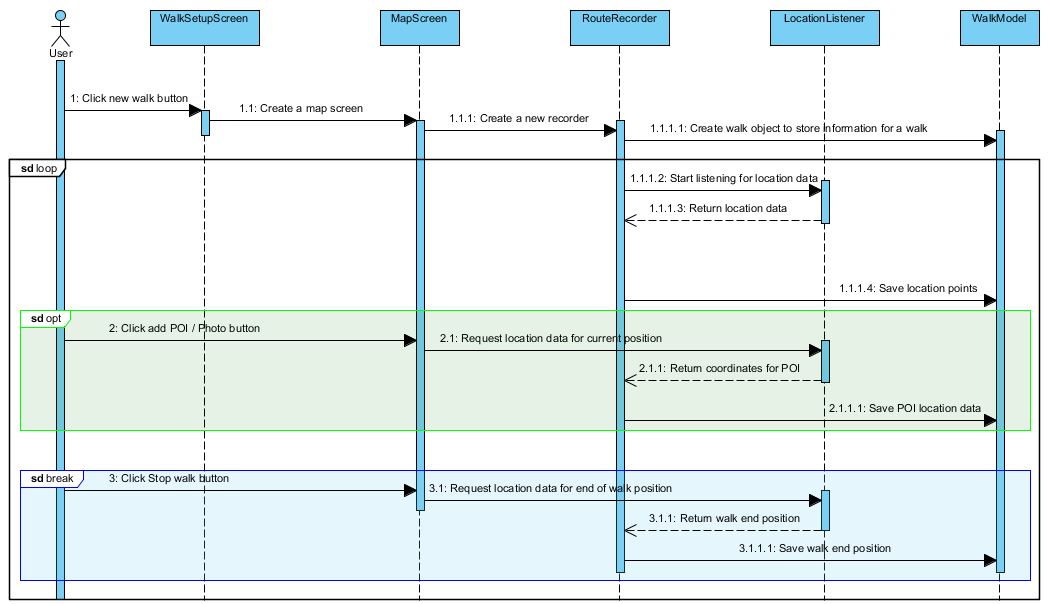 WalkSetupScreen
MapScreen
RouteRecorder
LocationListener
WalkModel
User
1: Click new walk button
1.1: Create a map screen
1.1.1: Create a new recorder
1.1.1.1: Create walk object to store information for a walk
sd loop
1.1.1.2: Start listening for location data
1.1.1.3: Return location data
1.1.1.4: Save location points
sd opt
2: Click add POI / Photo button
2.1: Request location data for current position
2.1.1: Return coordinates for POI
2.1.1.1: Save POI location data
sd break
3: Click Stop walk button
3.1: Request location data for end of walk position
3.1.1: Return walk end position
3.1.1.1: Save walk end position